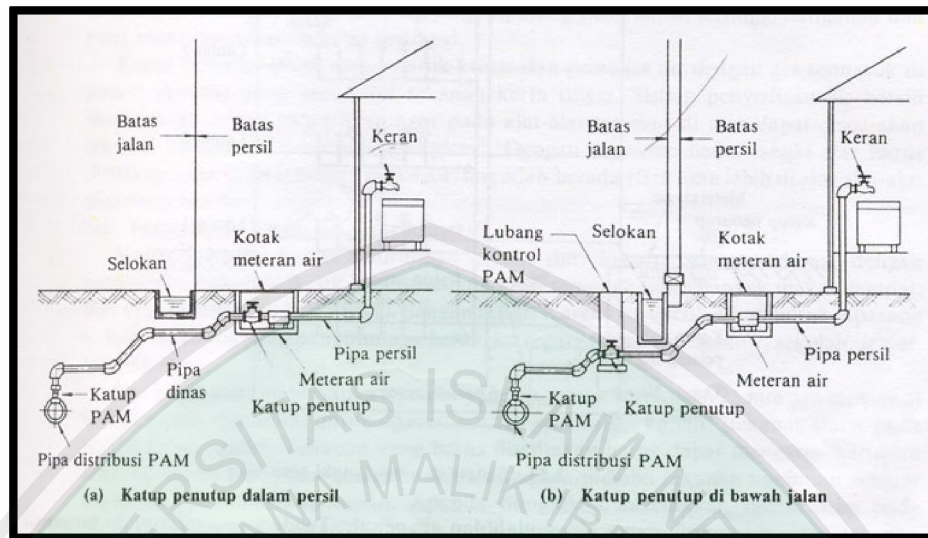 Batas
jalan
Batas
persil
Keran
Selokan
Kotak
meteran air
Pipa persil
Pipa
dinas
Meteran air
Katup
PAM
Katup penutup
Pipa distribusi PAM
(a) Katup penutup dalam persil
Batas
jalan
Batas
persil
Keran
Lubang
kontrol
PAM
Selokan
Kotak
meteran air
Pipa persil
Meteran air
Katup
PAM
Katup penutup
Pipa distribusi PAM
(b) Katup penutup di bawah jalan